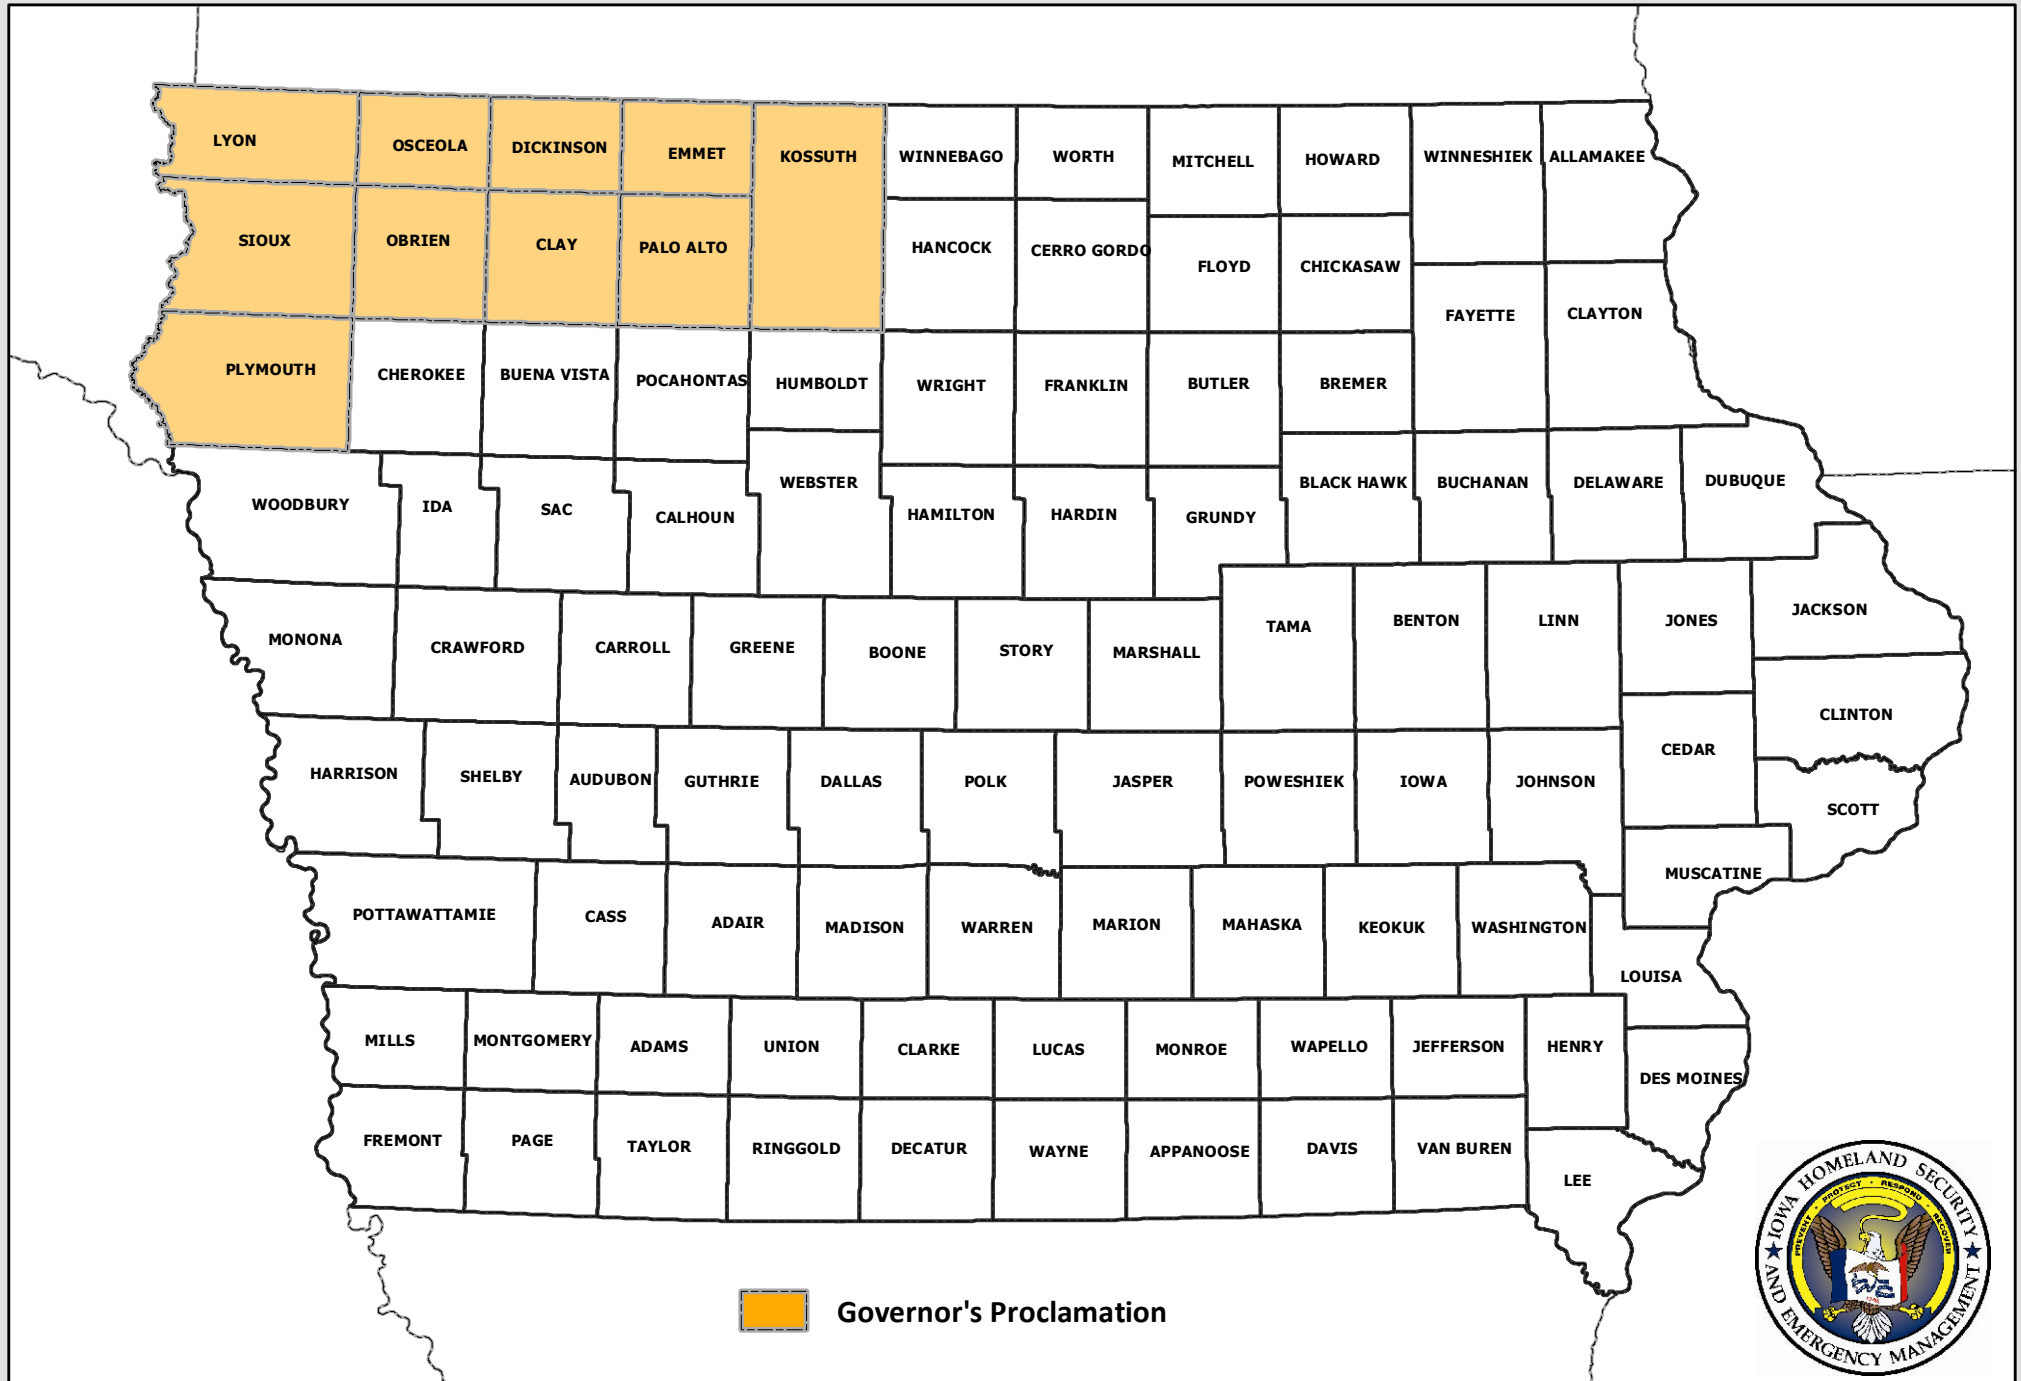 LYON
OSCEOLA
DICKINSON
EMMET
KOSSUTH
WINNEBAGO
WORTH
MITCHELL
HOWARD
WINNESHIEK
ALLAMAKEE
SIOUX
OBRIEN
CLAY
PALO ALTO
HANCOCK
CERRO GORDO
FLOYD
CHICKASAW
FAYETTE
CLAYTON
PLYMOUTH
CHEROKEE
BUENA VISTA
POCAHONTAS
HUMBOLDT
WRIGHT
FRANKLIN
BUTLER
BREMER
WOODBURY
IDA
SAC
CALHOUN
WEBSTER
HAMILTON
HARDIN
GRUNDY
BLACK HAWK
BUCHANAN
DELAWARE
DUBUQUE
MONONA
CRAWFORD
CARROLL
GREENE
BOONE
STORY
MARSHALL
TAMA
BENTON
LINN
JONES
JACKSON
CLINTON
HARRISON
SHELBY
AUDUBON
GUTHRIE
DALLAS
POLK
JASPER
POWESHIEK
IOWA
JOHNSON
CEDAR
SCOTT
MUSCATINE
POTTAWATTAMIE
CASS
ADAIR
MADISON
WARREN
MARION
MAHASKA
KEOKUK
WASHINGTON
LOUISA
MILLS
MONTGOMERY
ADAMS
UNION
CLARKE
LUCAS
MONROE
WAPELLO
JEFFERSON
HENRY
DES MOINES
FREMONT
PAGE
TAYLOR
RINGGOLD
DECATUR
WAYNE
APPANOOSE
DAVIS
VAN BUREN
LEE
Governor's Proclamation
IOWA HOMELAND SECURITY
AND EMERGENCY MANAGEMENT
PREVENT · PROTECT · RESPOND · RECOVER